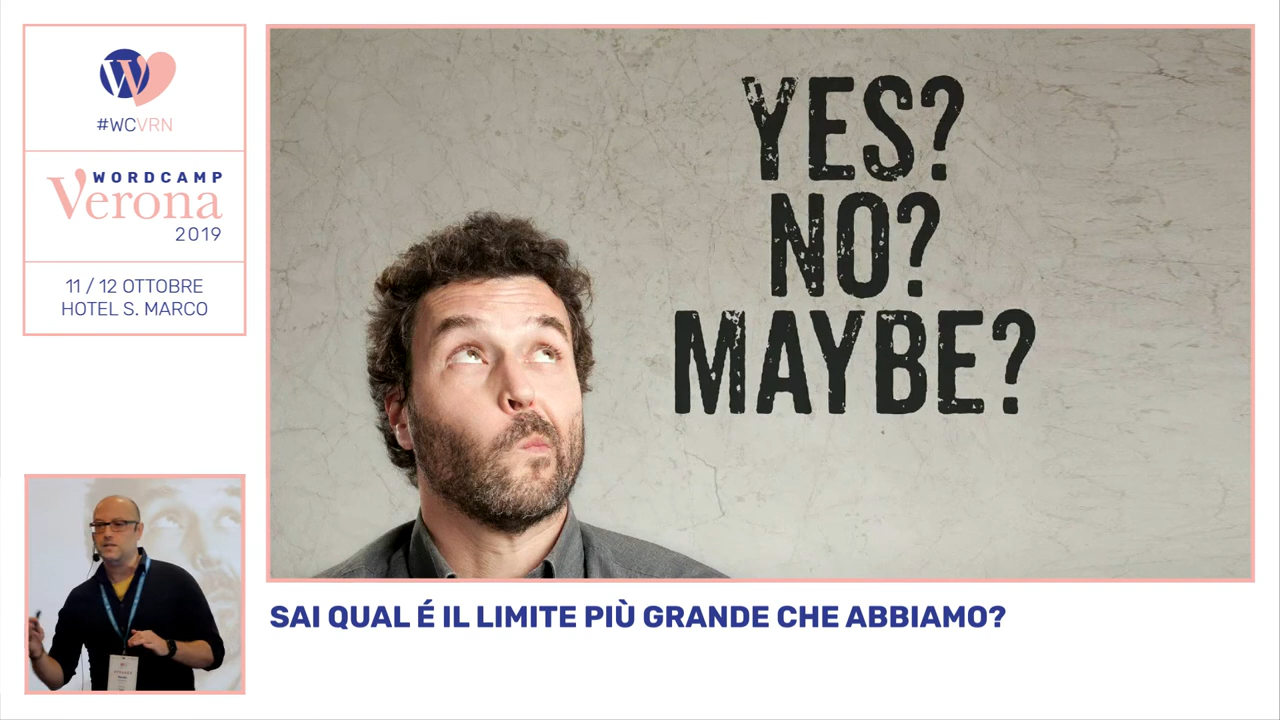 #WCVRN
WORDCAMP
Verona
2019
11 / 12 OTTOBRE
HOTEL S. MARCO
YES?
NO?
MAYBE?
SAI QUAL É IL LIMITE PIÙ GRANDE CHE ABBIAMO?